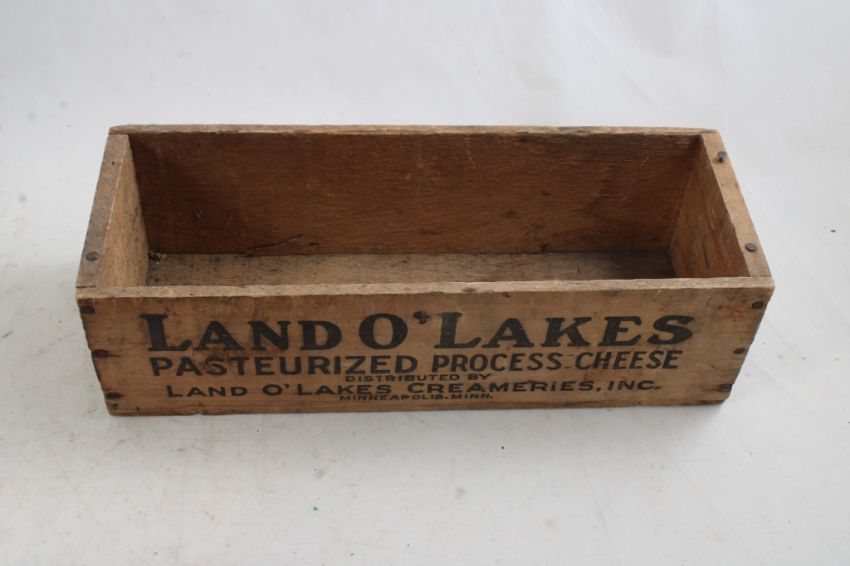 LAND O'LAKES
PASTEURIZED PROCESS CHEESE
DISTRIBUTED BY
LAND O'LAKES CREAMERIES, INC.
MINNEAPOLIS, MINN.